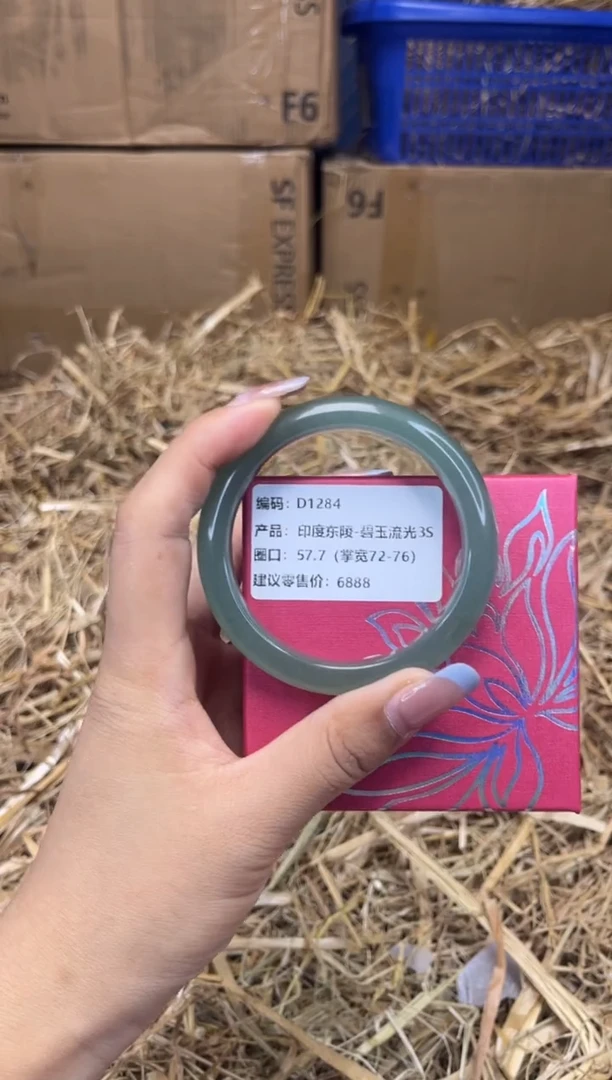 F6
SF EXPRES
F6
编码：D1284
产品：印度东陵-碧玉流光3S
圈口：57.7（掌宽72-76）
建议零售价：6888